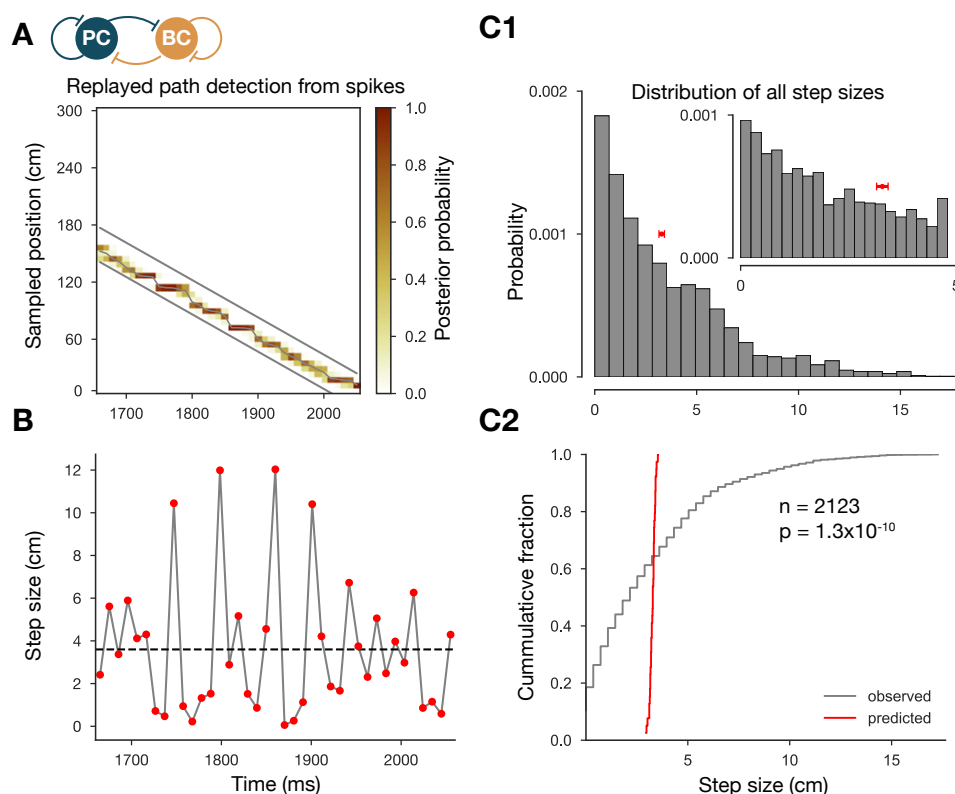 A
PC
BC
Replayed path detection from spikes
300
240
180
120
60
0
Sampled position (cm)
1700
1800
1900
2000
1.0
0.8
0.6
0.4
0.2
0.0
Posterior probability
B
12
10
8
6
4
2
0
Step size (cm)
1700
1800
1900
2000
Time (ms)
C1
Distribution of all step sizes
0.002
0.001
0.000
Probability
0
5
10
15
0.001
0.000
0
5
C2
1.0
0.8
0.6
0.4
0.2
0.0
Cummulaticve fraction
n = 2123
p = 1.3x10⁻¹⁰
observed
predicted
5
10
15
Step size (cm)